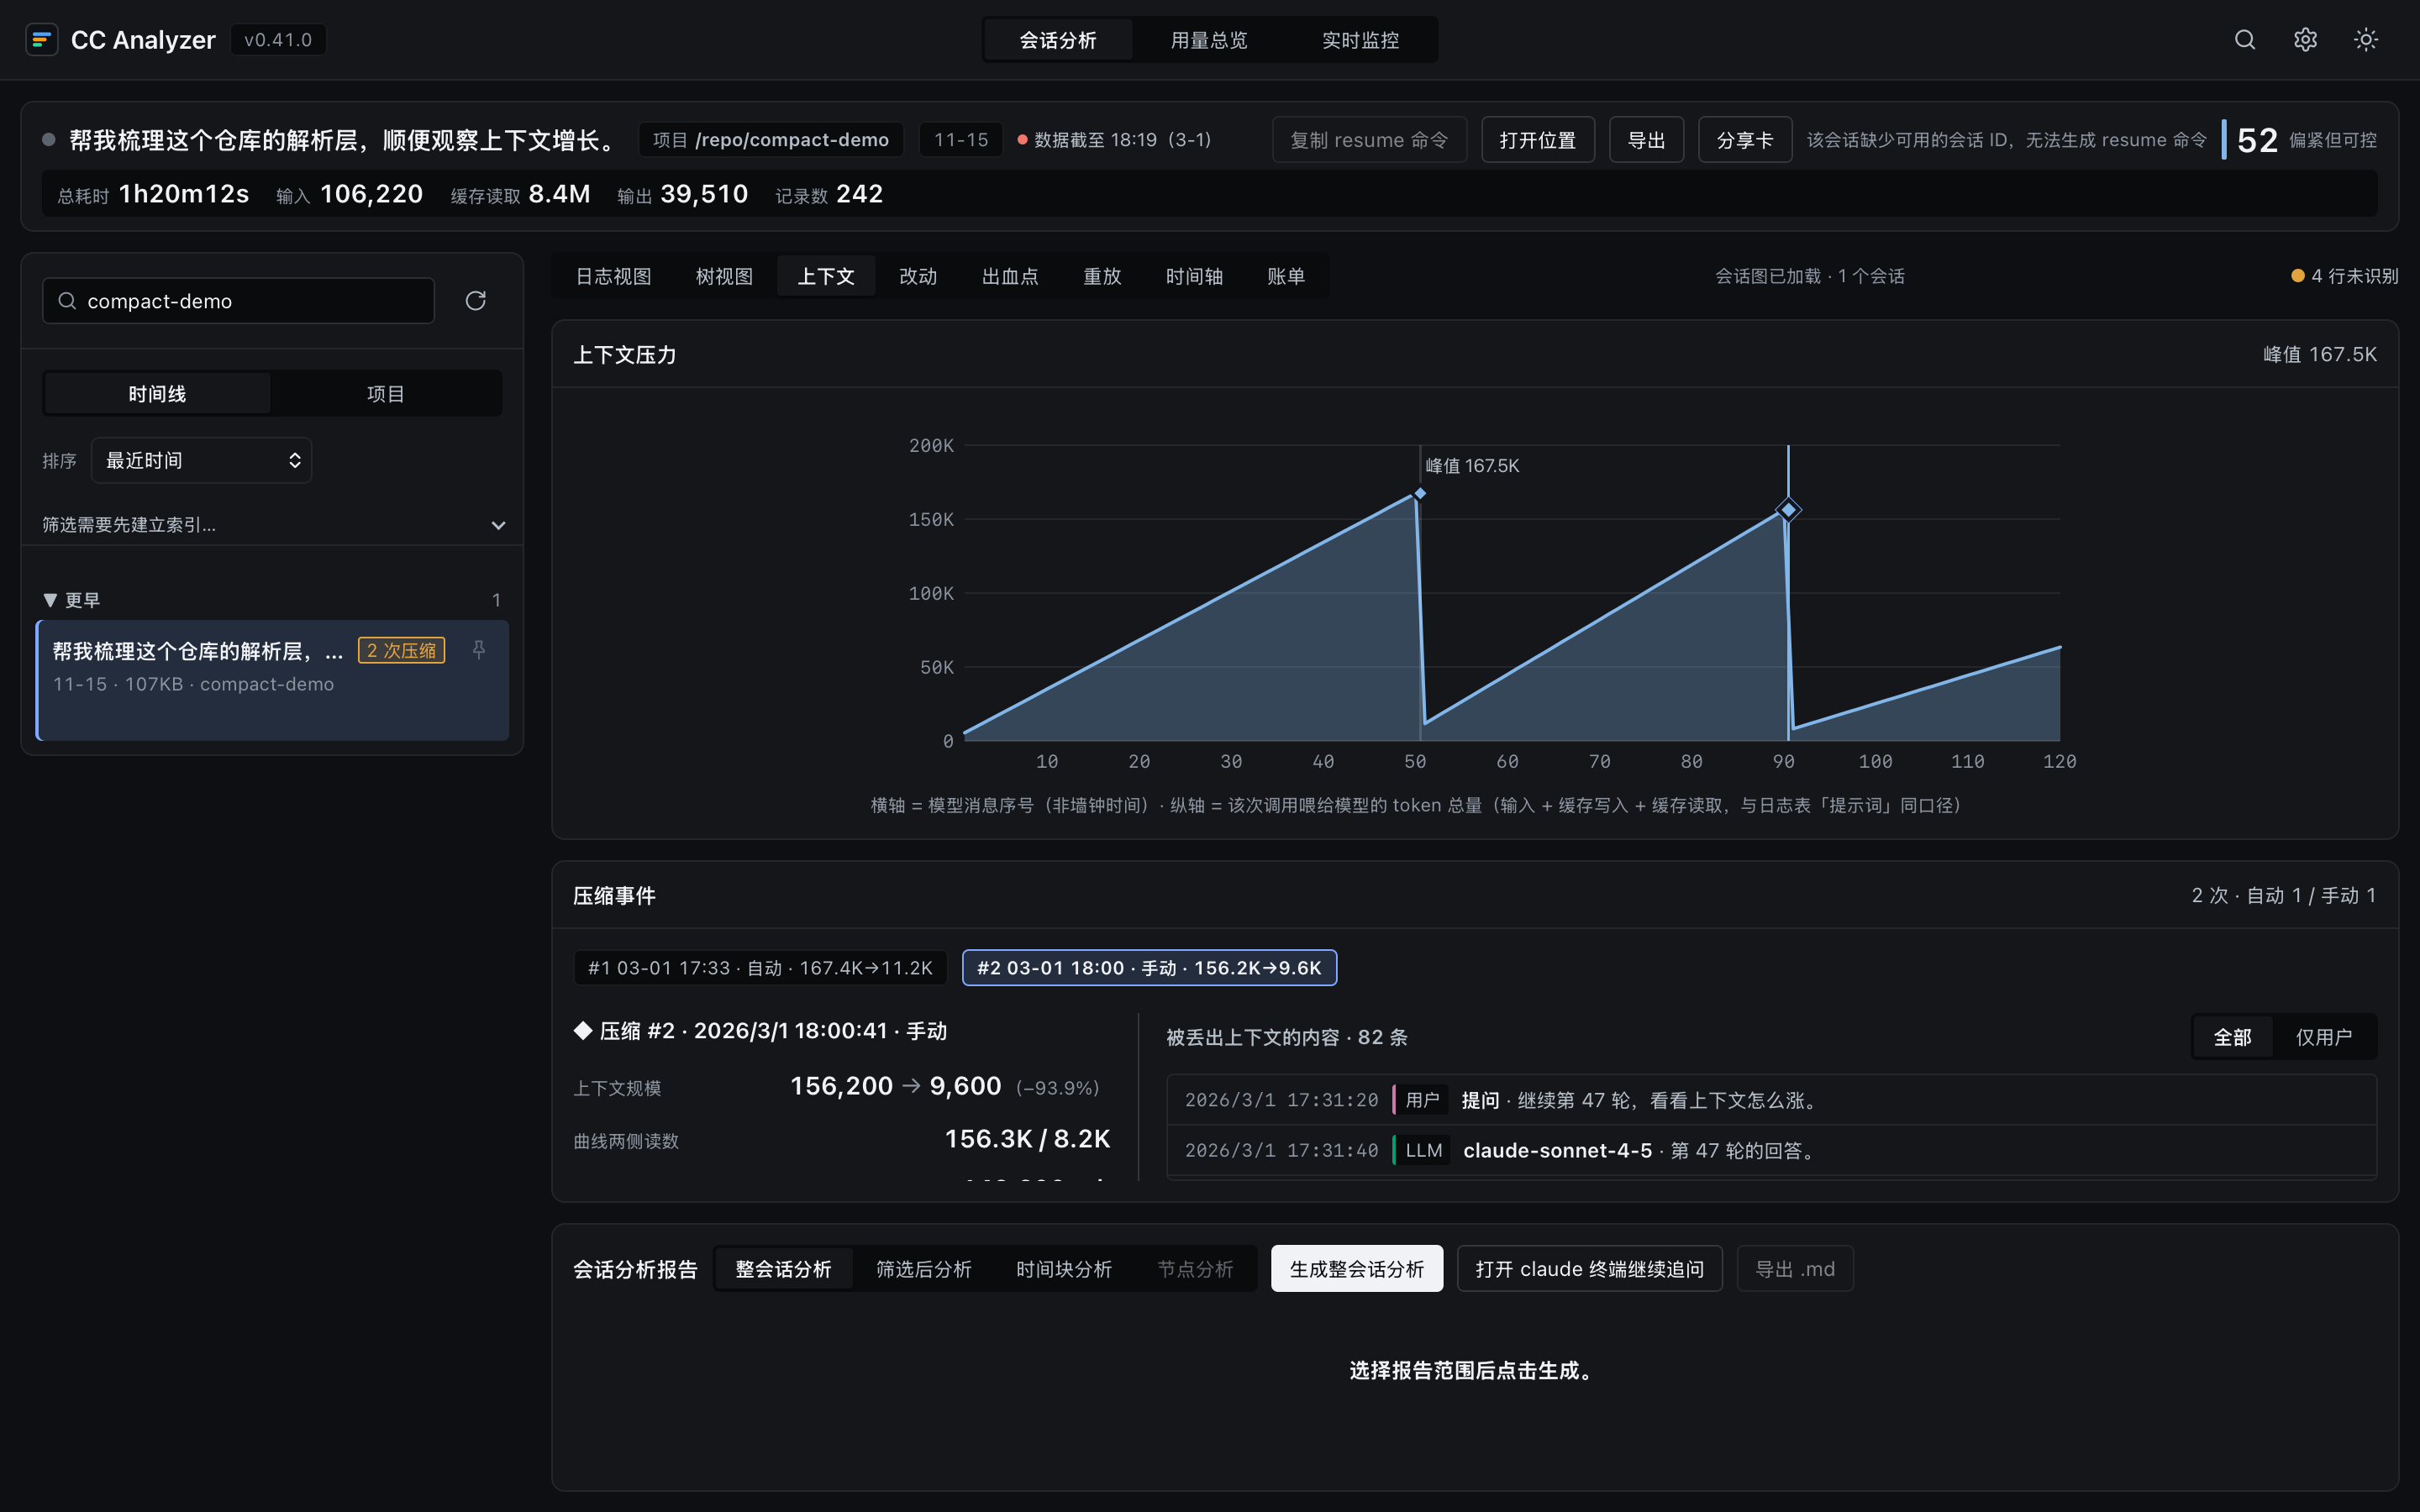 CC Analyzer v0.41.0 会话分析 用量总览 实时监控
帮我梳理这个仓库的解析层，顺便观察上下文增长。 项目 /repo/compact-demo 11-15 数据截至 18:19（3-1） 复制 resume 命令 打开位置 导出 分享卡 该会话缺少可用的会话 ID，无法生成 resume 命令 52 偏紧但可控
总耗时 1h20m12s 输入 106,220 缓存读取 8.4M 输出 39,510 记录数 242
compact-demo
时间线 项目
排序 最近时间
筛选需要先建立索引...
▼ 更早 1
帮我梳理这个仓库的解析层，... 2 次压缩
11-15 · 107KB · compact-demo
日志视图 树视图 上下文 改动 出血点 重放 时间轴 账单 会话图已加载 · 1 个会话 4 行未识别
上下文压力 峰值 167.5K
200K
峰值 167.5K
150K
100K
50K
0
10 20 30 40 50 60 70 80 90 100 110 120
横轴 = 模型消息序号（非墙钟时间）· 纵轴 = 该次调用喂给模型的 token 总量（输入 + 缓存写入 + 缓存读取，与日志表「提示词」同口径）
压缩事件 2 次 · 自动 1 / 手动 1
#1 03-01 17:33 · 自动 · 167.4K→11.2K #2 03-01 18:00 · 手动 · 156.2K→9.6K
◆ 压缩 #2 · 2026/3/1 18:00:41 · 手动
上下文规模 156,200 → 9,600 (−93.9%)
曲线两侧读数 156.3K / 8.2K
被丢出上下文的内容 · 82 条 全部 仅用户
2026/3/1 17:31:20 用户 提问 · 继续第 47 轮，看看上下文怎么涨。
2026/3/1 17:31:40 LLM claude-sonnet-4-5 · 第 47 轮的回答。
会话分析报告 整会话分析 筛选后分析 时间块分析 节点分析 生成整会话分析 打开 claude 终端继续追问 导出 .md
选择报告范围后点击生成。